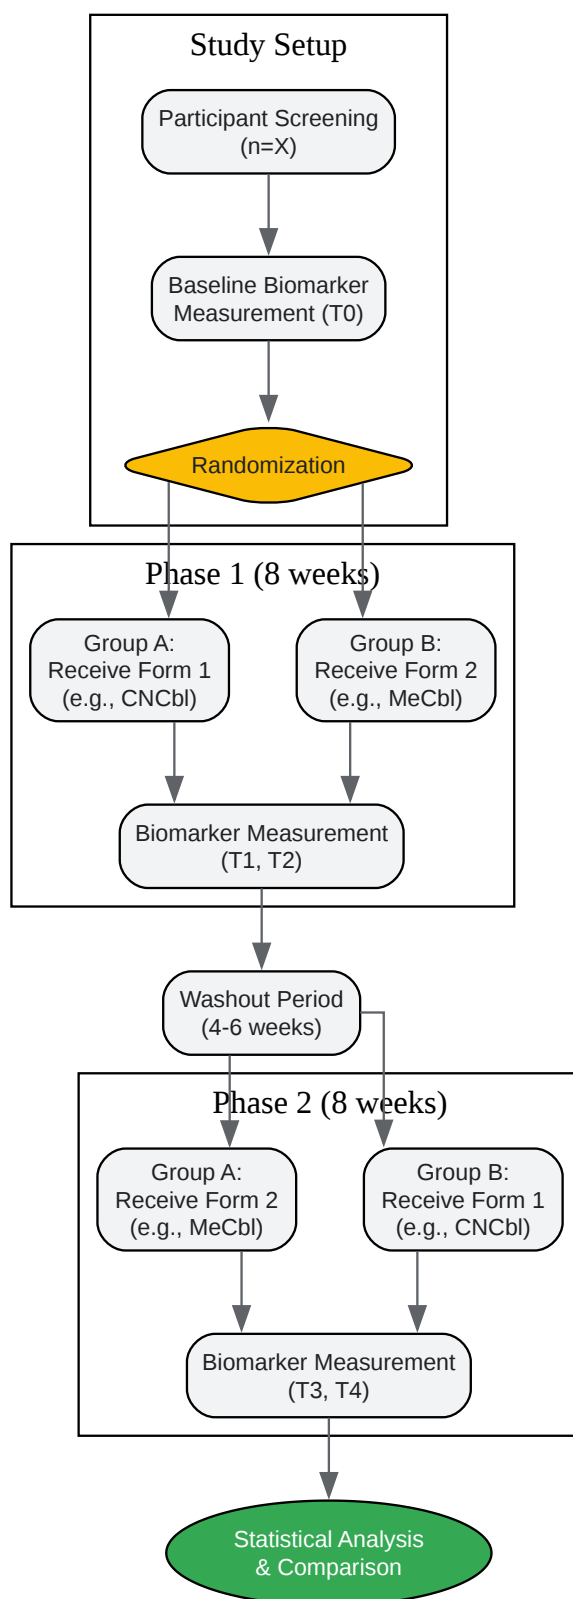 Study Setup
Participant Screening
(n=X)
Baseline Biomarker
Measurement (T0)
Randomization
Phase 1 (8 weeks)
Group A:
Receive Form 1
(e.g., CNCbl)
Group B:
Receive Form 2
(e.g., MeCbl)
Biomarker Measurement
(T1, T2)
Washout Period
(4-6 weeks)
Phase 2 (8 weeks)
Group A:
Receive Form 2
(e.g., MeCbl)
Group B:
Receive Form 1
(e.g., CNCbl)
Biomarker Measurement
(T3, T4)
Statistical Analysis
& Comparison